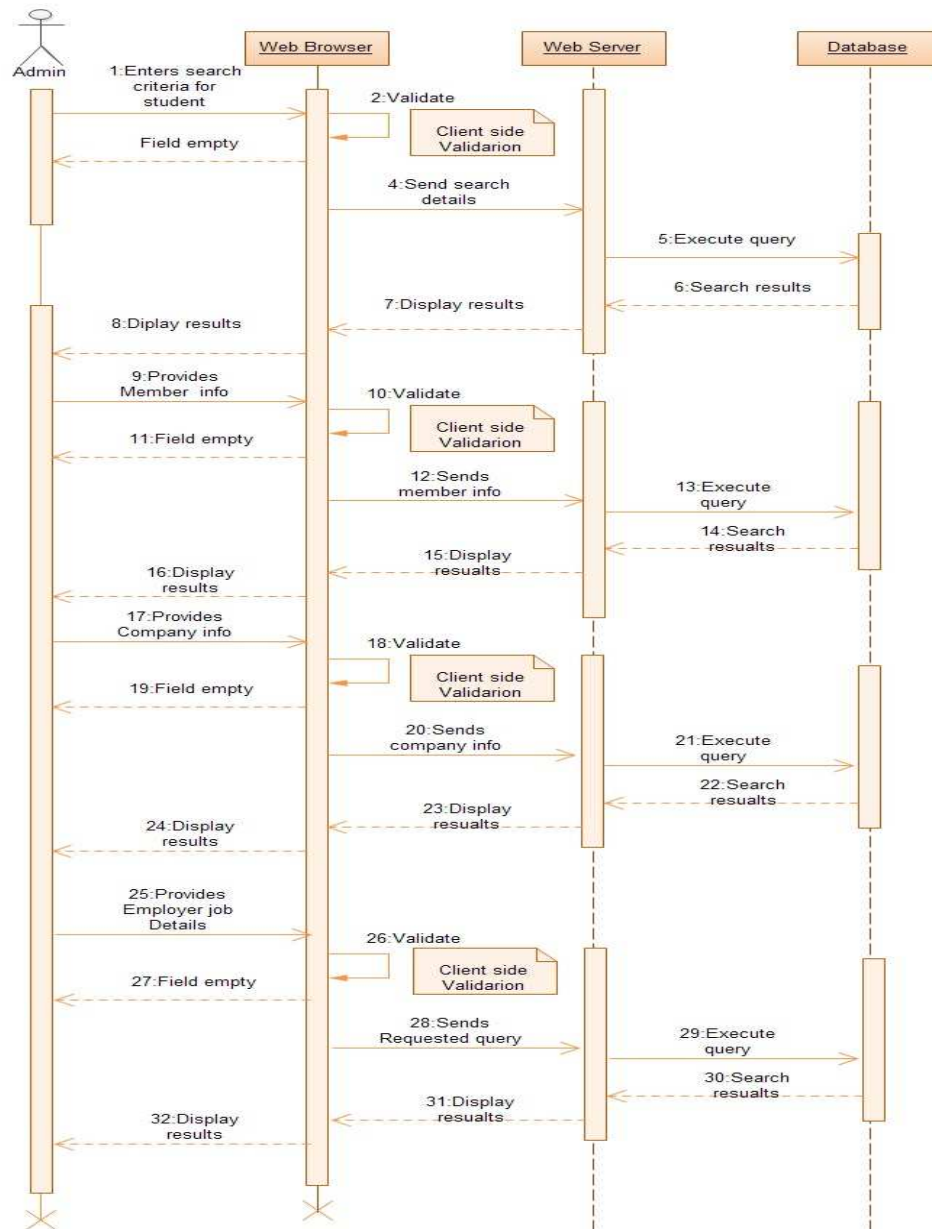 Web Browser
Web Server
Database
Admin
1:Enters search
criteria for
student
2:Validate
Client side
Validarion
Field empty
4:Send search
details
5:Execute query
6:Search results
7:Display results
8:Diplay results
9:Provides
Member info
10:Validate
Client side
Validarion
11:Field empty
12:Sends
member info
13:Execute
query
14:Search
resualts
15:Display
resualts
16:Display
results
17:Provides
Company info
18:Validate
Client side
Validarion
19:Field empty
20:Sends
company info
21:Execute
query
22:Search
resualts
23:Display
resualts
24:Display
results
25:Provides
Employer job
Details
26:Validate
Client side
Validarion
27:Field empty
28:Sends
Requested query
29:Execute
query
30:Search
resualts
31:Display
resualts
32:Display
results